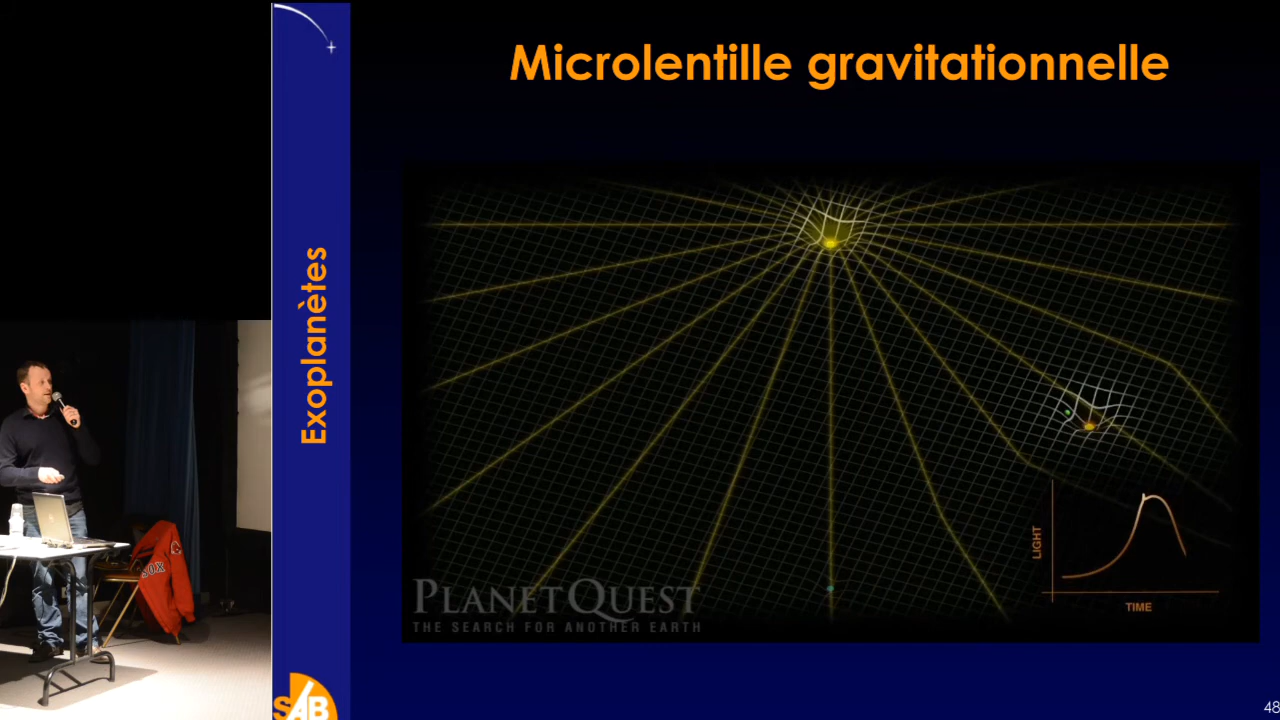 Microlentille gravitationnelle
Exoplanètes
LIGHT
TIME
PLANETQUEST
THE SEARCH FOR ANOTHER EARTH
SAB
SOX
48